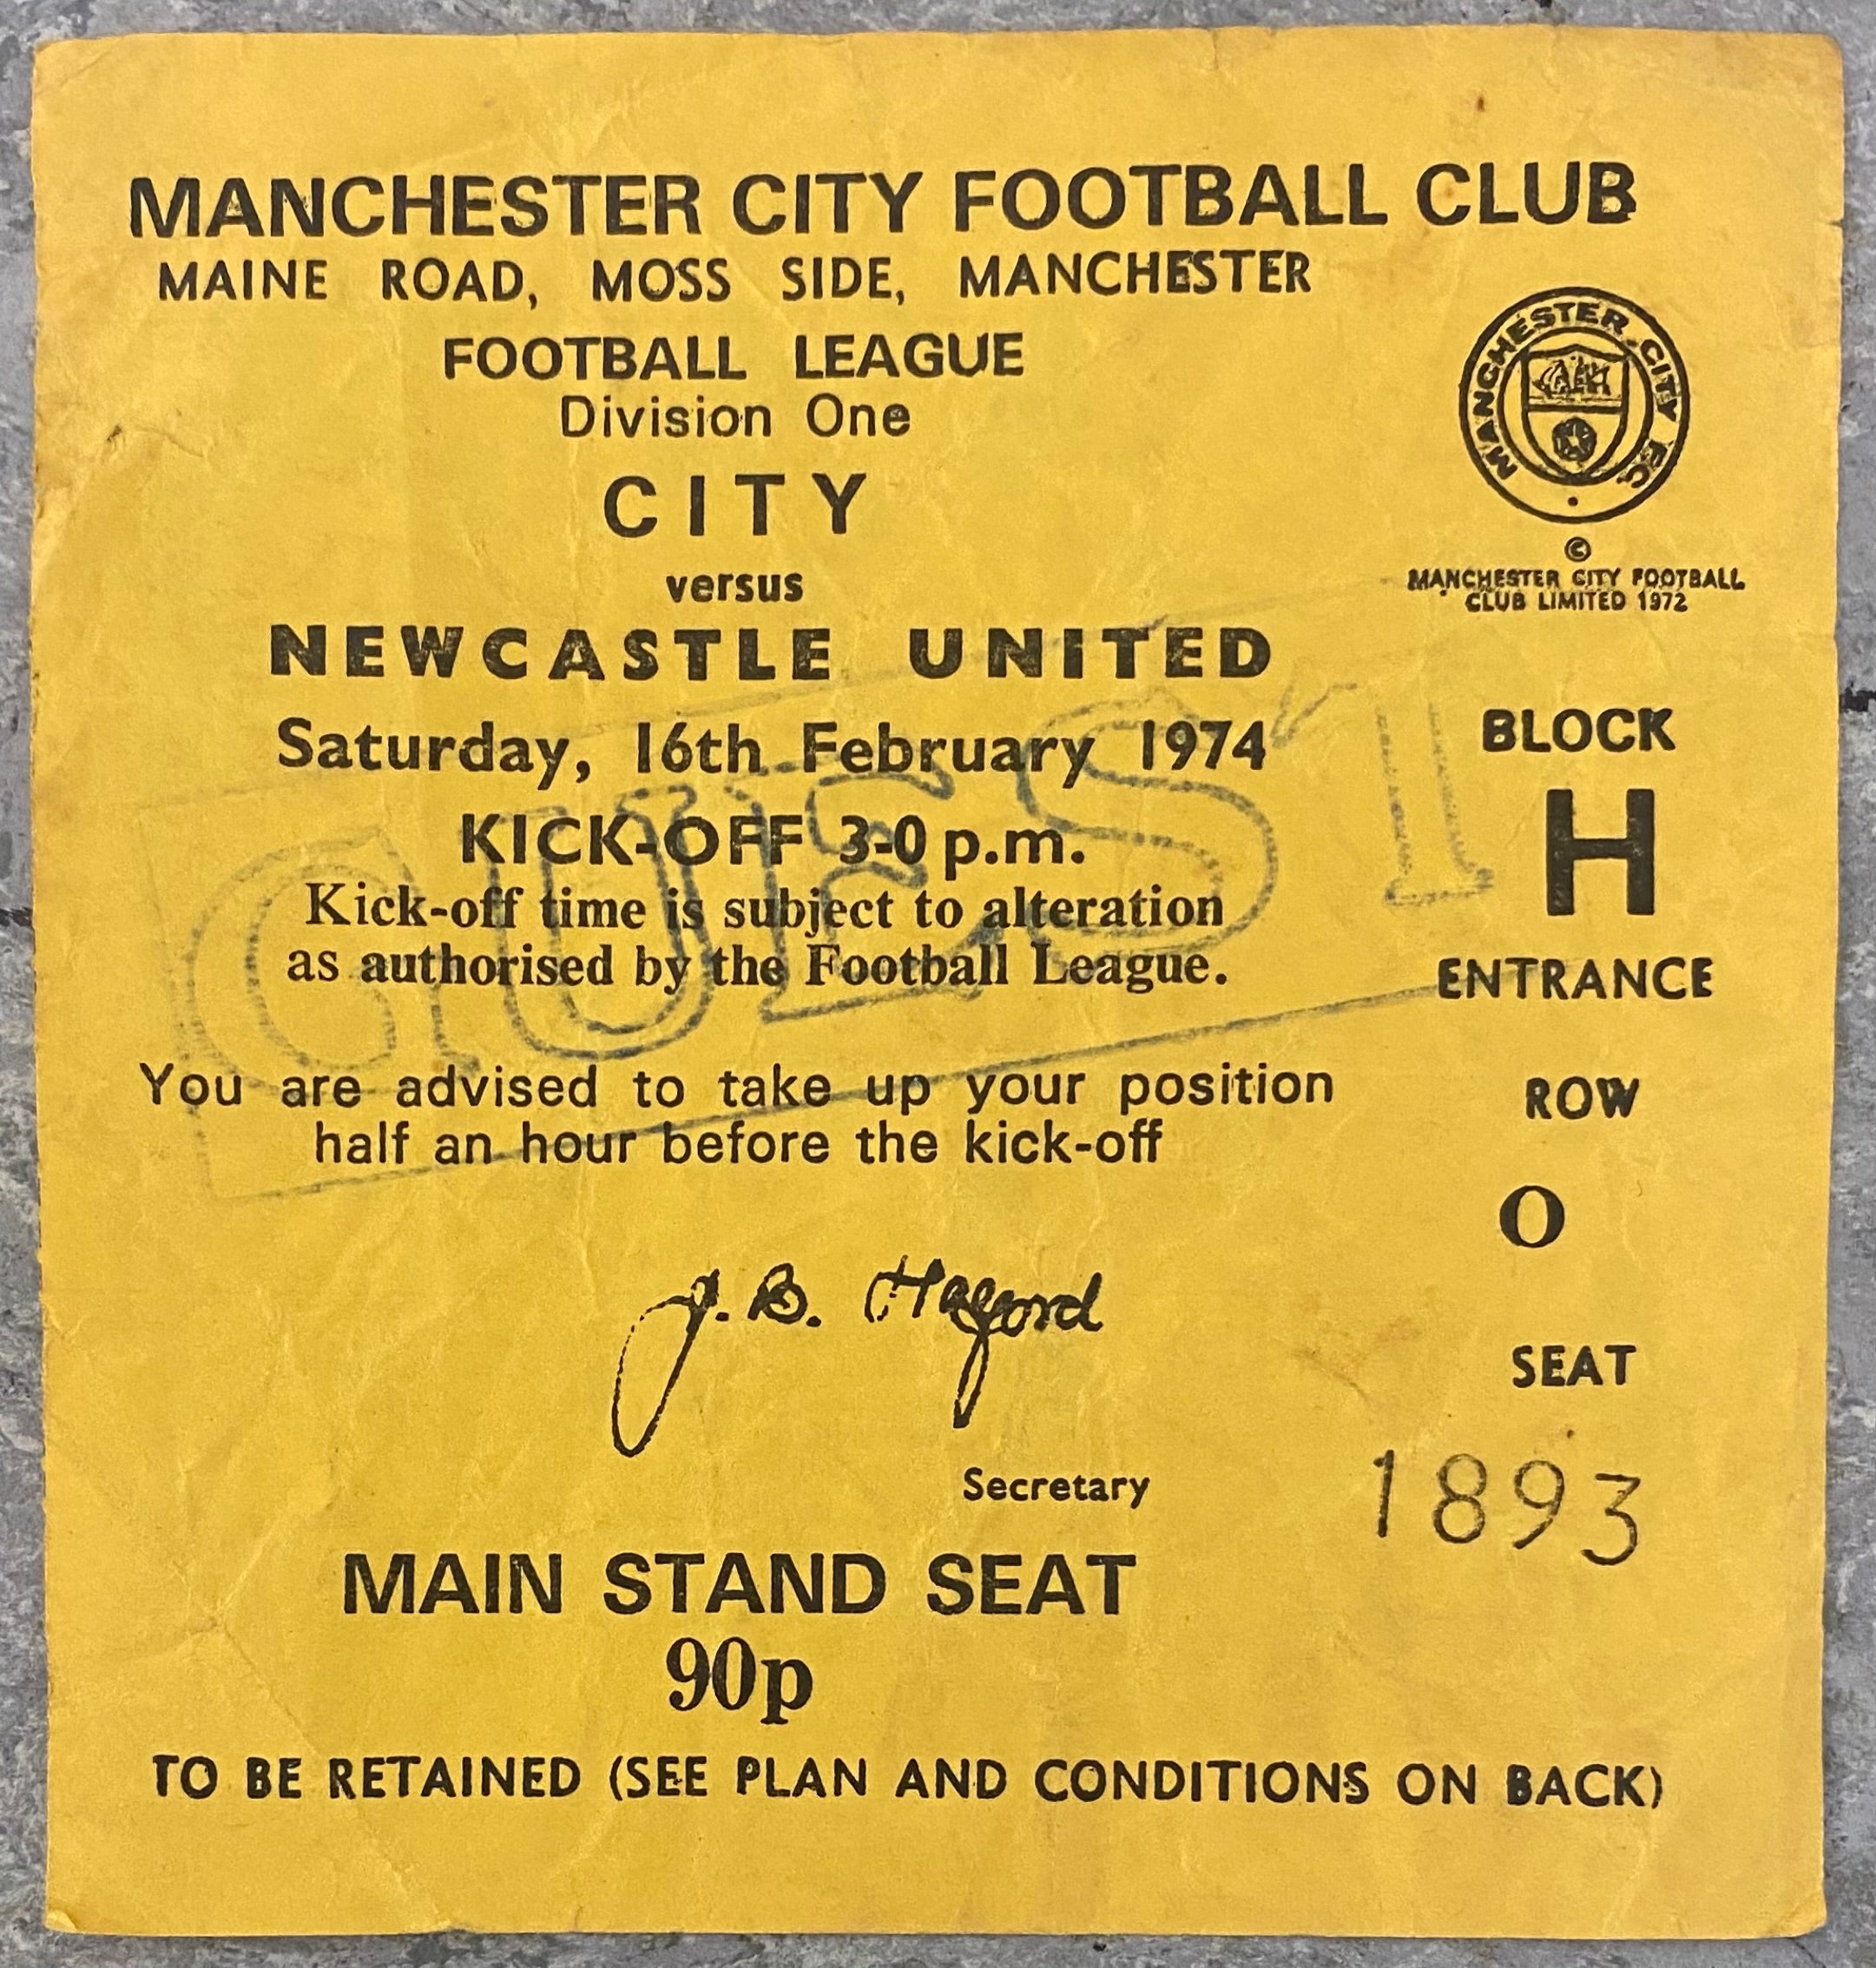 MANCHESTER CITY FOOTBALL CLUB
MAINE ROAD, MOSS SIDE, MANCHESTER
FOOTBALL LEAGUE
Division One
CITY
versus
NEWCASTLE UNITED
Saturday, 16th February 1974
KICK-OFF 3-0 p.m.
Kick-off time is subject to alteration
as authorised by the Football League.
GUEST
You are advised to take up your position
half an hour before the kick-off
J. B. Halford
Secretary
MAIN STAND SEAT
90p
MANCHESTER CITY F.C.
©
MANCHESTER CITY FOOTBALL
CLUB LIMITED 1972
BLOCK
H
ENTRANCE
ROW
O
SEAT
1893
TO BE RETAINED (SEE PLAN AND CONDITIONS ON BACK)